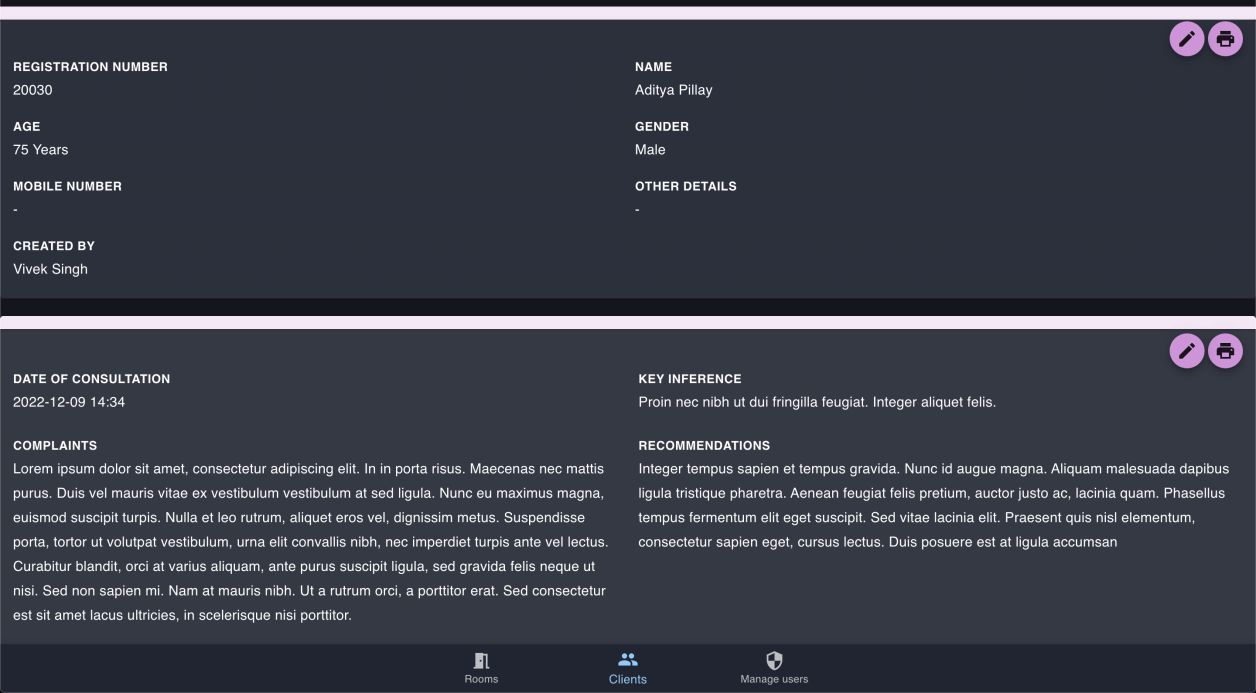 REGISTRATION NUMBER
20030
NAME
Aditya Pillay
AGE
75 Years
GENDER
Male
MOBILE NUMBER
-
OTHER DETAILS
-
CREATED BY
Vivek Singh
DATE OF CONSULTATION
2022-12-09 14:34
KEY INFERENCE
Proin nec nibh ut dui fringilla feugiat. Integer aliquet felis.
COMPLAINTS
Lorem ipsum dolor sit amet, consectetur adipiscing elit. In in porta risus. Maecenas nec mattis
purus. Duis vel mauris vitae ex vestibulum vestibulum at sed ligula. Nunc eu maximus magna,
euismod suscipit turpis. Nulla et leo rutrum, aliquet eros vel, dignissim metus. Suspendisse
porta, tortor ut volutpat vestibulum, urna elit convallis nibh, nec imperdiet turpis ante vel lectus.
Curabitur blandit, orci at varius aliquam, ante purus suscipit ligula, sed gravida felis neque ut
nisi. Sed non sapien mi. Nam at mauris nibh. Ut a rutrum orci, a porttitor erat. Sed consectetur
est sit amet lacus ultricies, in scelerisque nisi porttitor.
RECOMMENDATIONS
Integer tempus sapien et tempus gravida. Nunc id augue magna. Aliquam malesuada dapibus
ligula tristique pharetra. Aenean feugiat felis pretium, auctor justo ac, lacinia quam. Phasellus
tempus fermentum elit eget suscipit. Sed vitae lacinia elit. Praesent quis nisl elementum,
consectetur sapien eget, cursus lectus. Duis posuere est at ligula accumsan
Rooms
Clients
Manage users